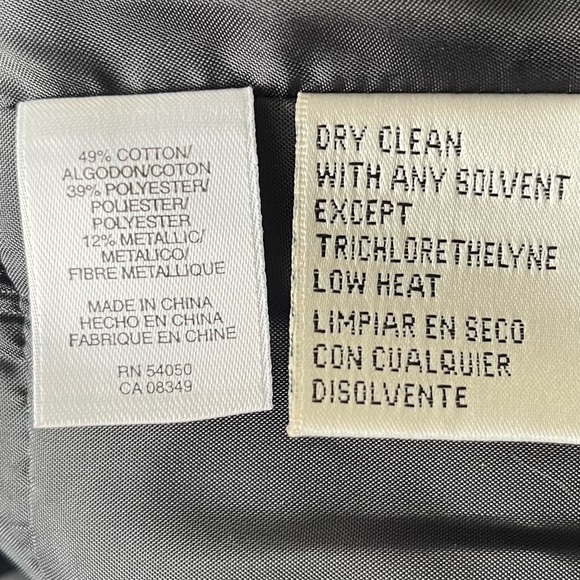 49% COTTON/
ALGODON/COTON
39% POLYESTER/
POLIESTER/
POLYESTER
12% METALLIC/
METALICO/
FIBRE METALLIQUE
MADE IN CHINA
HECHO EN CHINA
FABRIQUE EN CHINE
RN 54050
CA 08349
DRY CLEAN
WITH ANY SOLVENT
EXCEPT
TRICHLORETHELYNE
LOW HEAT
LIMPIAR EN SECO
CON CUALQUIER
DISOLVENTE